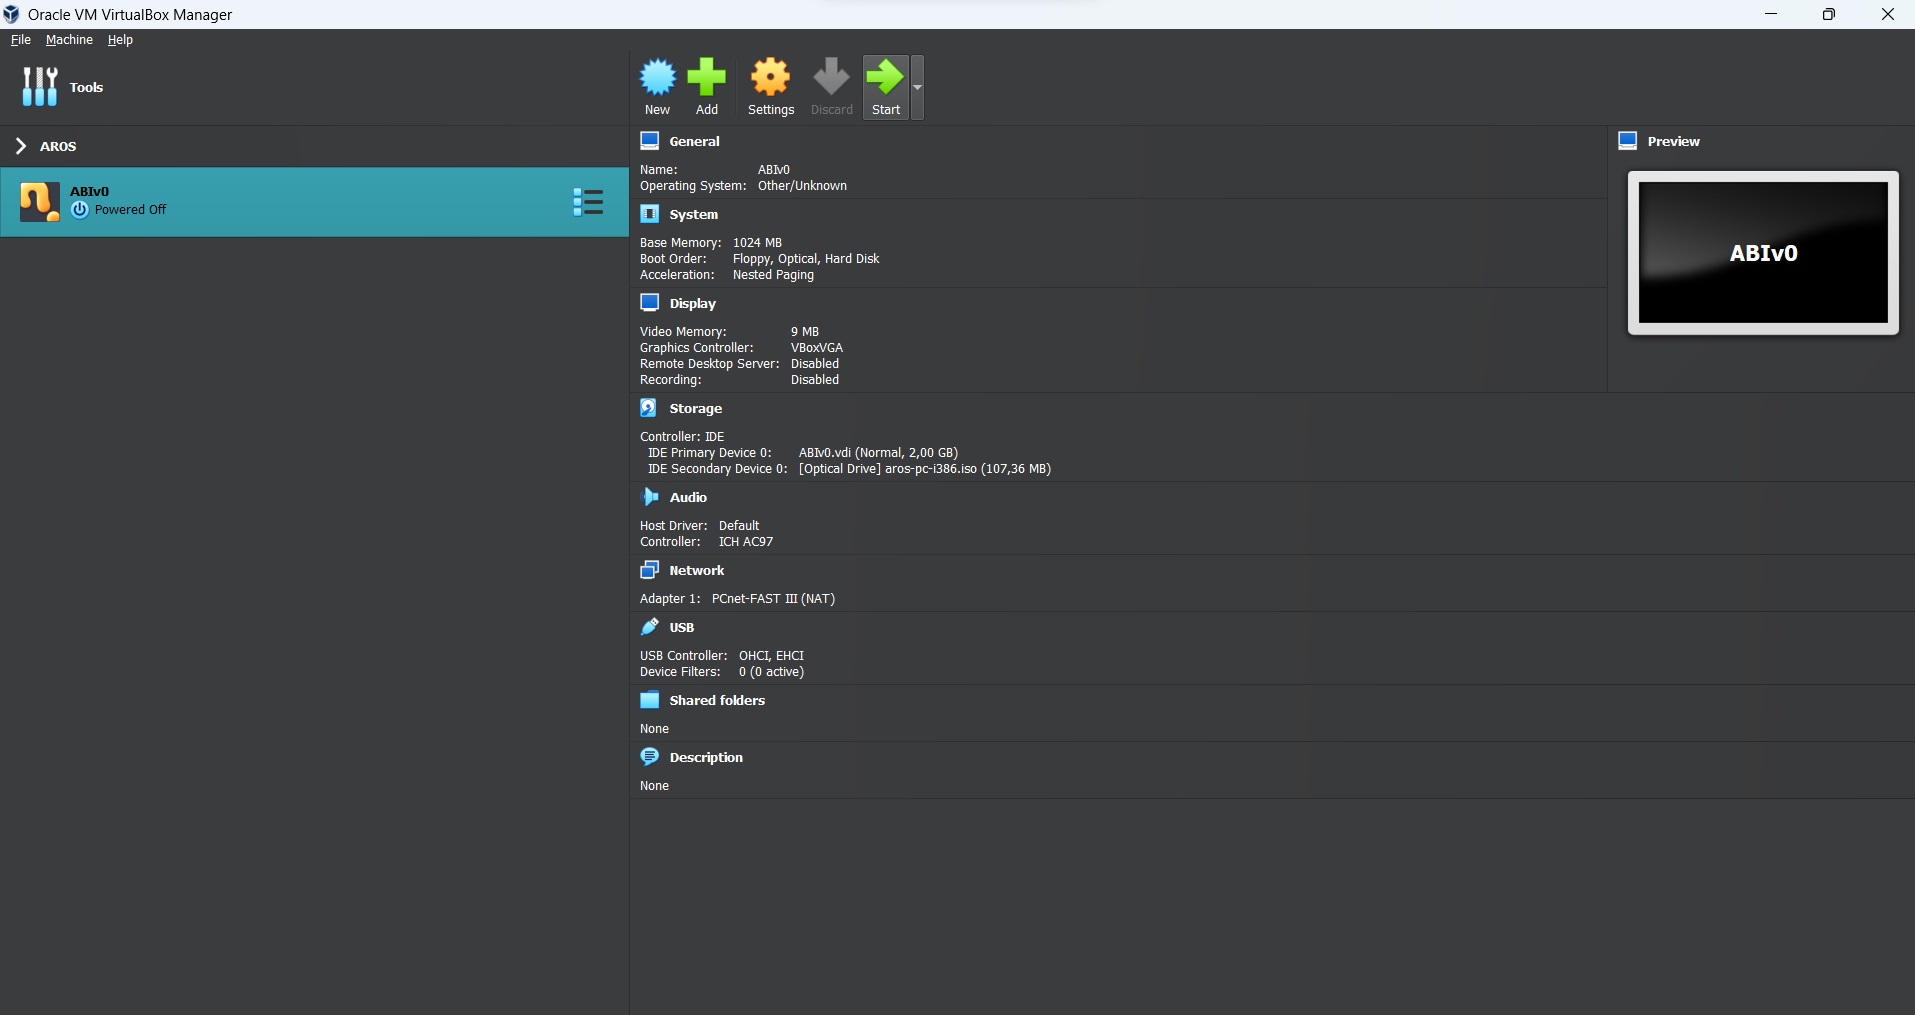 Oracle VM VirtualBox Manager
File Machine Help
Tools
New Add Settings Discard Start
AROS
ABIv0
Powered Off
General
Name: ABIv0
Operating System: Other/Unknown
System
Base Memory: 1024 MB
Boot Order: Floppy, Optical, Hard Disk
Acceleration: Nested Paging
Display
Video Memory: 9 MB
Graphics Controller: VBoxVGA
Remote Desktop Server: Disabled
Recording: Disabled
Preview
ABIv0
Storage
Controller: IDE
IDE Primary Device 0: ABIv0.vdi (Normal, 2,00 GB)
IDE Secondary Device 0: [Optical Drive] aros-pc-i386.iso (107,36 MB)
Audio
Host Driver: Default
Controller: ICH AC97
Network
Adapter 1: PCnet-FAST III (NAT)
USB
USB Controller: OHCI, EHCI
Device Filters: 0 (0 active)
Shared folders
None
Description
None